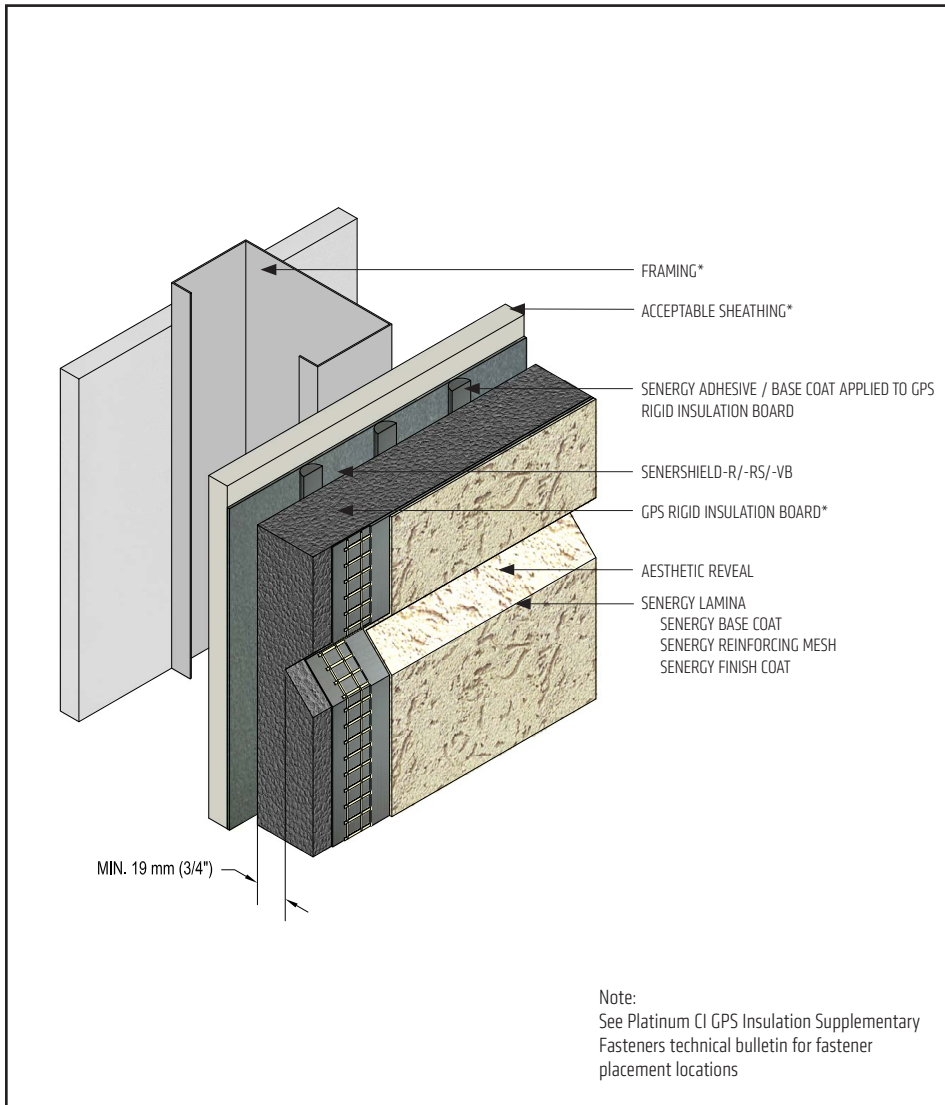 FRAMING*
ACCEPTABLE SHEATHING*
SENERGY ADHESIVE / BASE COAT APPLIED TO GPS
RIGID INSULATION BOARD
SENERSHIELD-R/-RS/-VB
GPS RIGID INSULATION BOARD*
AESTHETIC REVEAL
SENERGY LAMINA
SENERGY BASE COAT
SENERGY REINFORCING MESH
SENERGY FINISH COAT
MIN. 19 mm (3/4")
Note:
See Platinum CI GPS Insulation Supplementary
Fasteners technical bulletin for fastener
placement locations